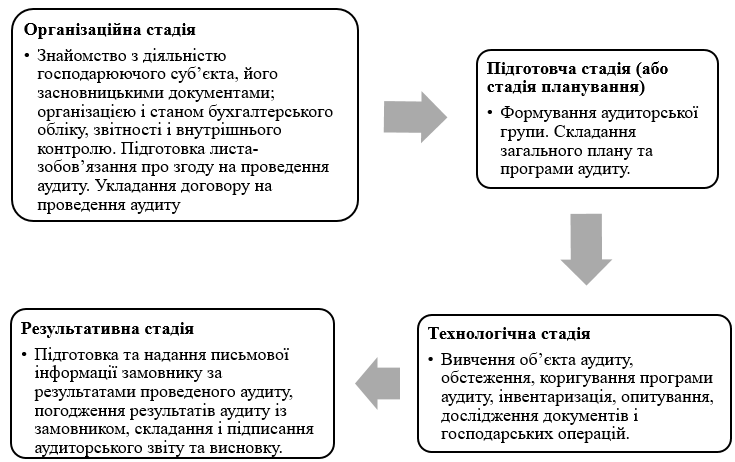 Організаційна стадія
• Знайомство з діяльністю
господарюючого суб’єкта, його
засновницькими документами;
організацією і станом бухгалтерського
обліку, звітності і внутрішнього
контролю. Підготовка листа-
зобов’язання про згоду на проведення
аудиту. Укладання договору на
проведення аудиту
Підготовча стадія (або
стадія планування)
• Формування аудиторської
групи. Складання
загального плану та
програми аудиту.
Технологічна стадія
• Вивчення об’єкта аудиту,
обстеження, коригування програми
аудиту, інвентаризація, опитування,
дослідження документів і
господарських операцій.
Результативна стадія
• Підготовка та надання письмової
інформації замовнику за
результатами проведеного аудиту,
погодження результатів аудиту із
замовником, складання і підписання
аудиторського звіту та висновку.